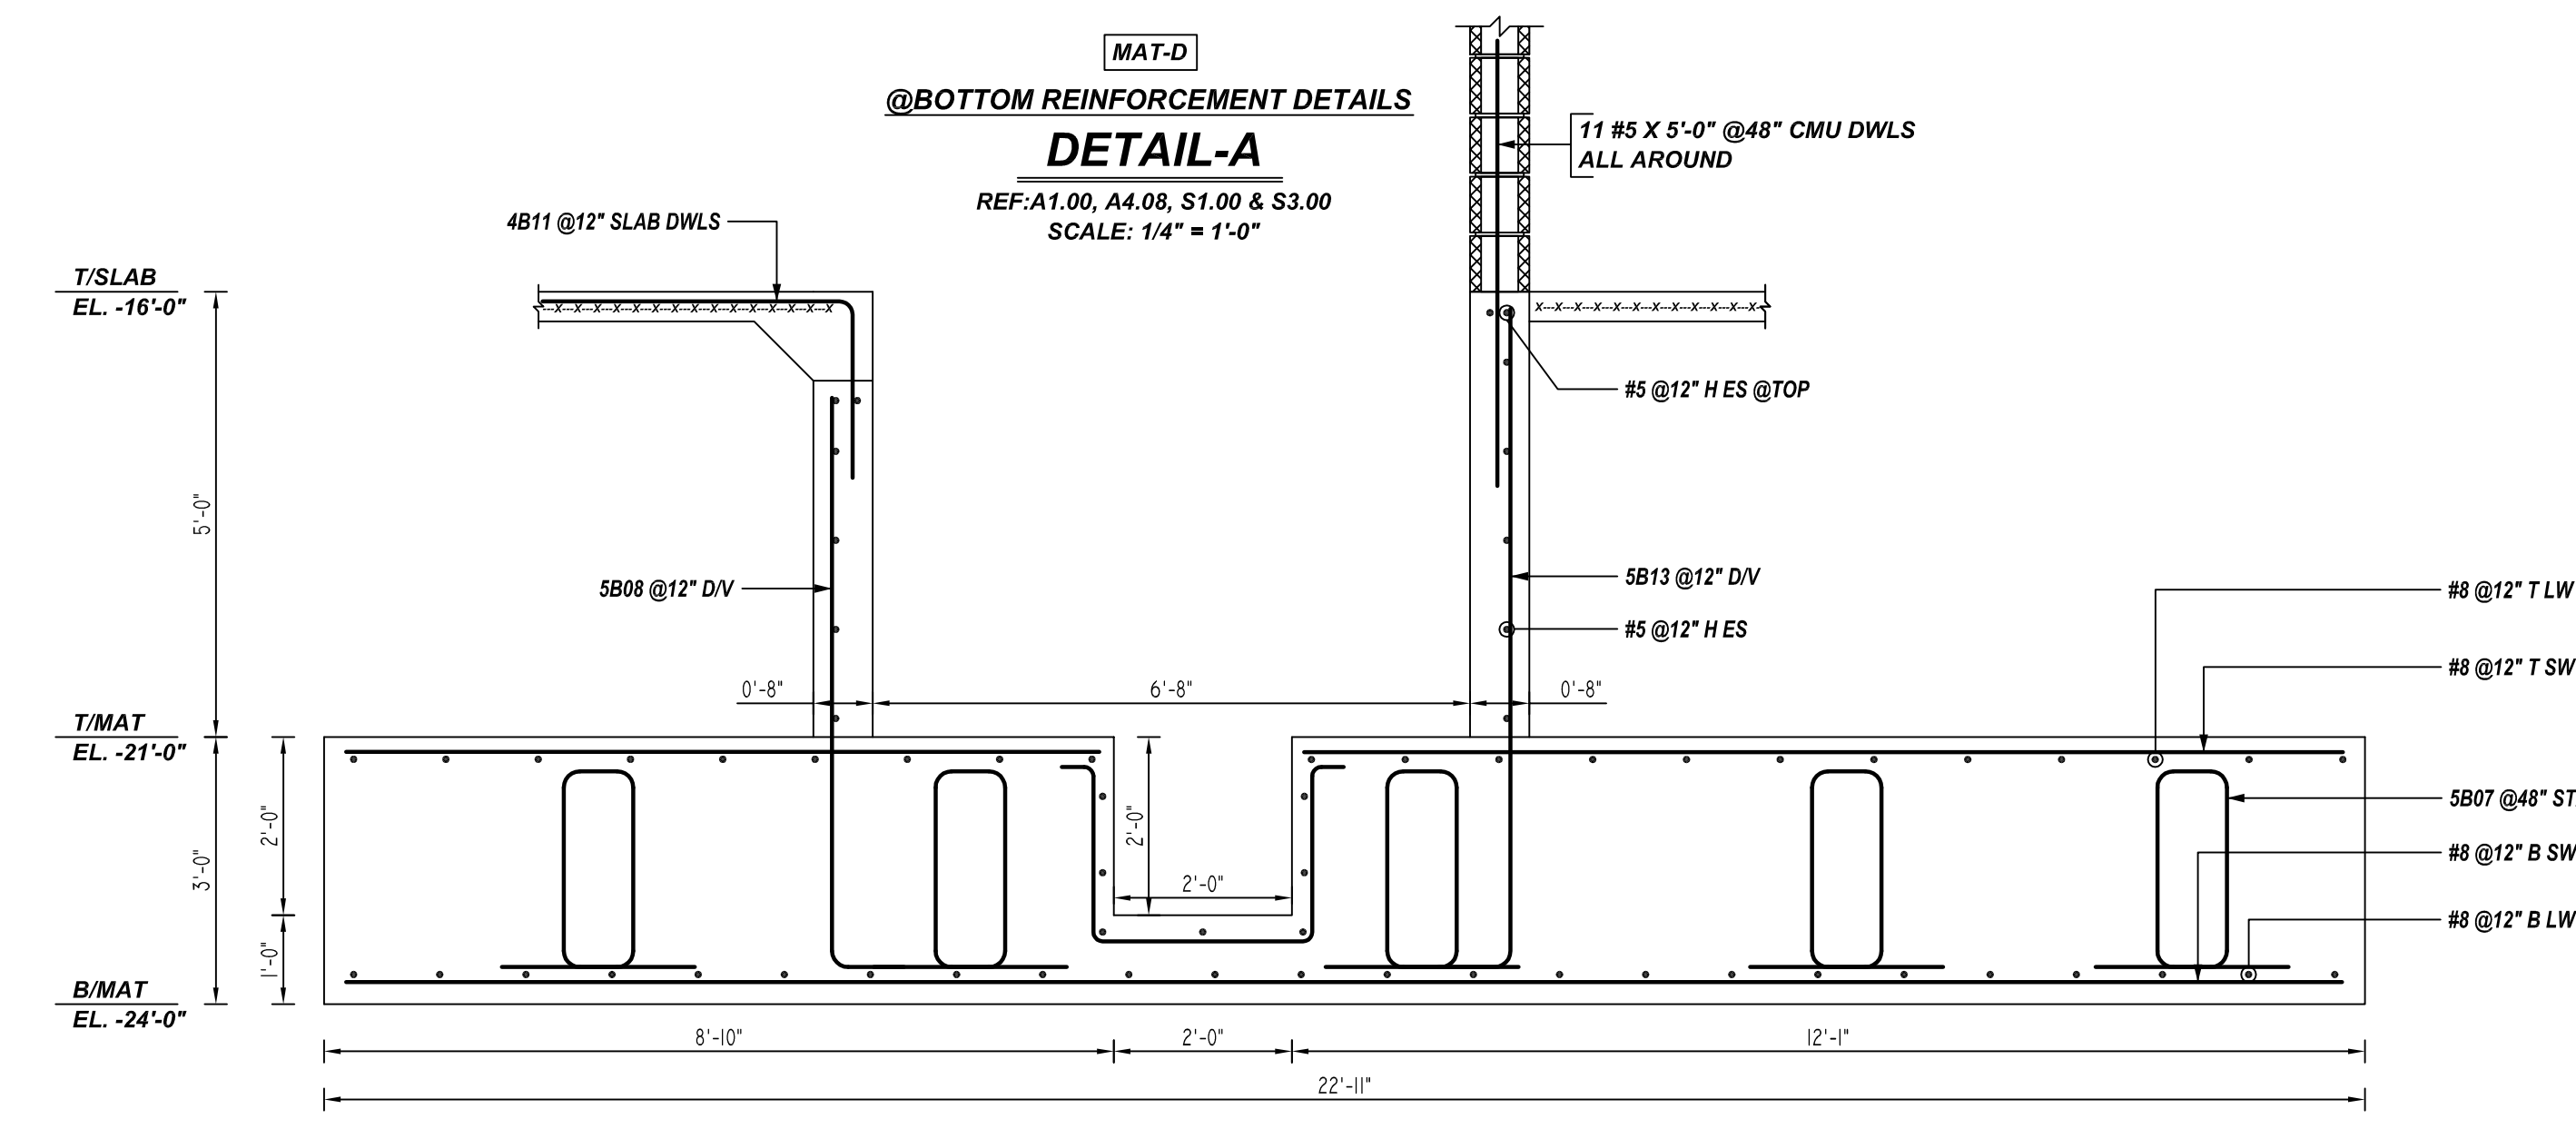 MAT-D
@BOTTOM REINFORCEMENT DETAILS
DETAIL-A
REF:A1.00, A4.08, S1.00 & S3.00
SCALE: 1/4" = 1'-0"
11 #5 X 5'-0" @48" CMU DWLS
ALL AROUND
4B11 @12" SLAB DWLS
T/SLAB
EL. -16'-0"
X---X---X---X---X---X---X---X---X---X---X---X---X---X---X
X---X---X---X---X---X---X---X---X---X---X---X
#5 @12" H ES @TOP
5'-0"
5B08 @12" D/V
5B13 @12" D/V
#5 @12" H ES
#8 @12" T LW
#8 @12" T SW
0'-8"
6'-8"
0'-8"
T/MAT
EL. -21'-0"
5B07 @48" ST
2'-0"
3'-0"
2'-0"
2'-0"
#8 @12" B SW
#8 @12" B LW
1'-0"
B/MAT
EL. -24'-0"
8'-10"
2'-0"
12'-1"
22'-11"